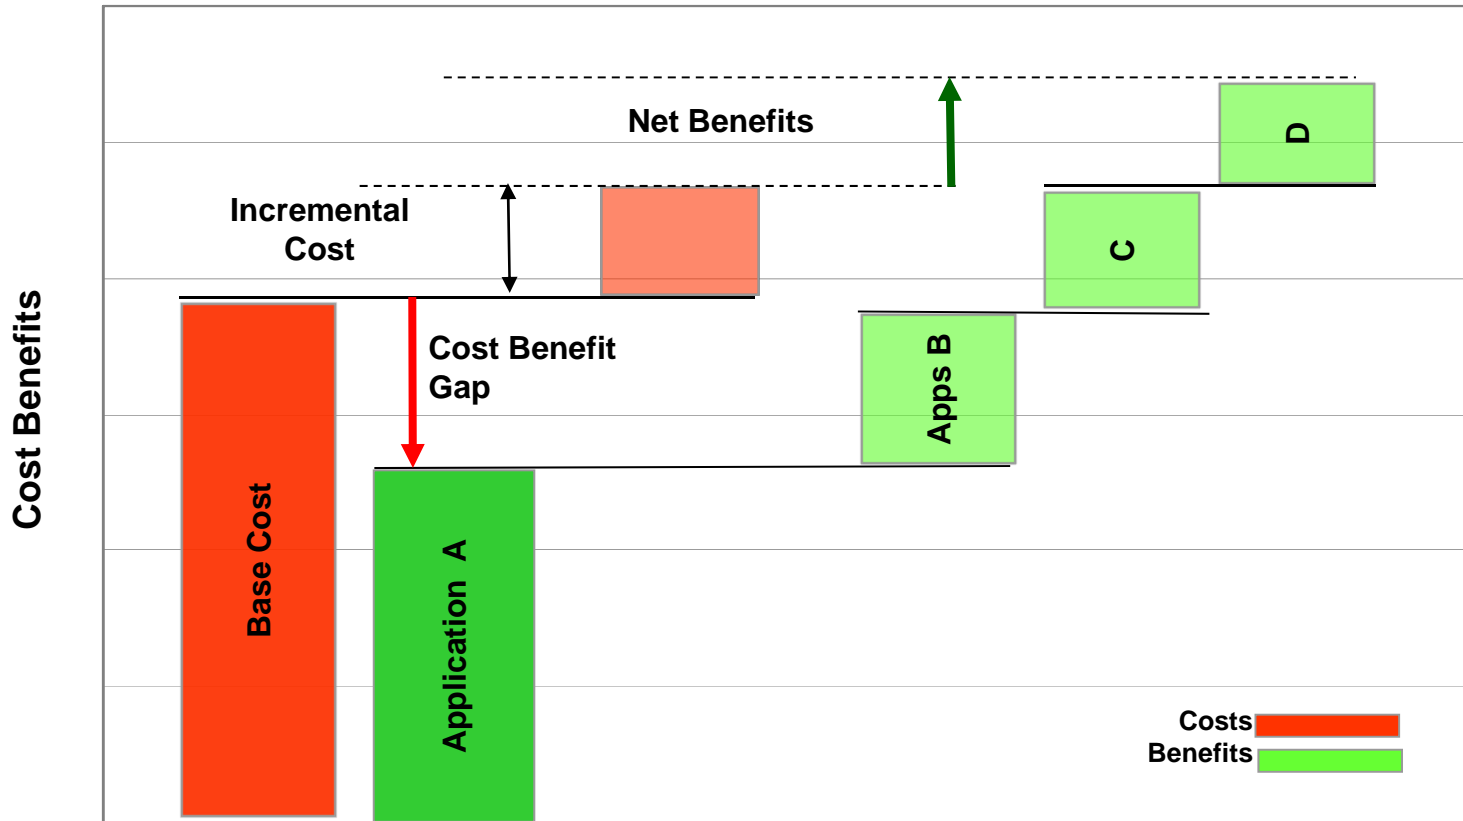 Net Benefits
D
Incremental
Cost
C
Cost Benefit
Gap
Apps B
Cost Benefits
Base Cost
Application A
Costs
Benefits